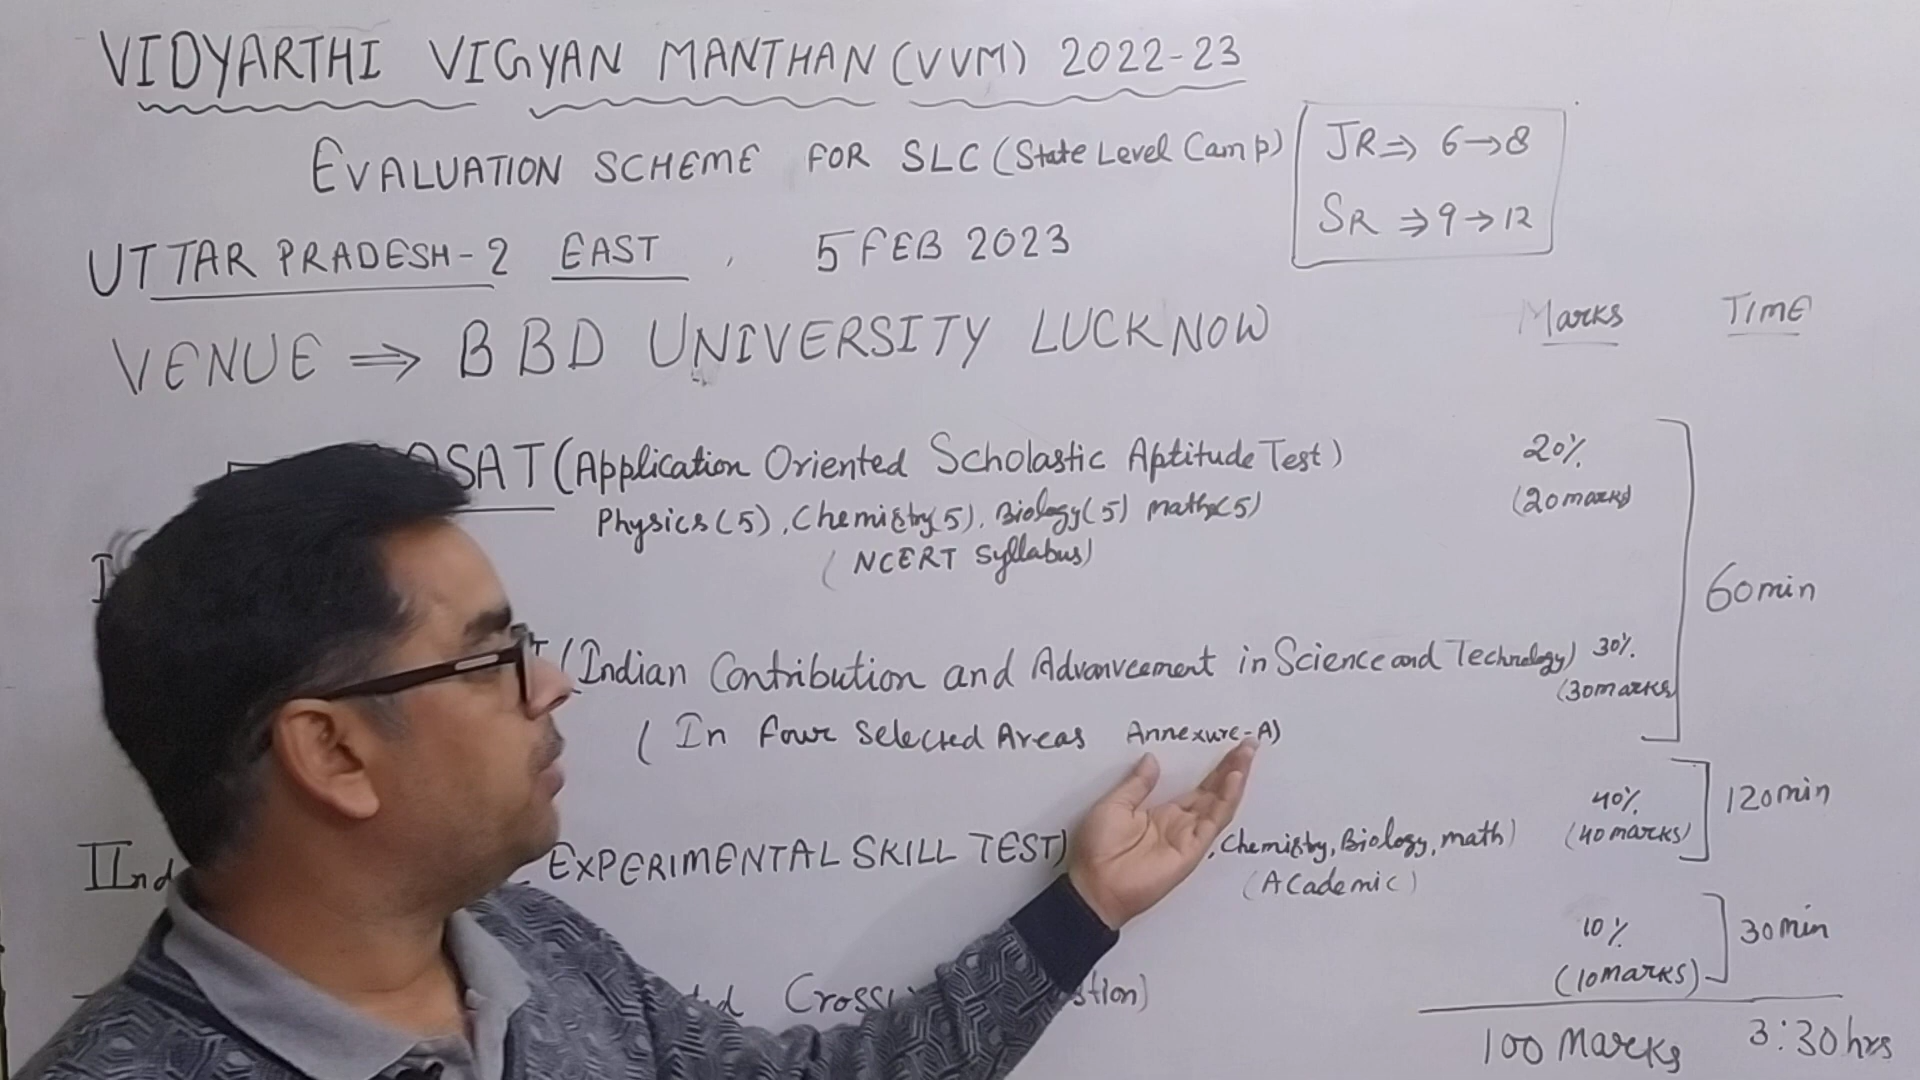 VIDYARTHI VIGYAN MANTHAN (VVM) 2022-23
EVALUATION SCHEME FOR SLC (State Level Camp)
JR ⇒ 6→8
SR ⇒ 9→12
UTTAR PRADESH-2 EAST, 5 FEB 2023
VENUE ⇒ BBD UNIVERSITY LUCKNOW
Marks TIME
OSAT (Application Oriented Scholastic Aptitude Test) 20%
Physics (5), Chemistry (5), Biology (5) maths (5) (20 marks)
(NCERT Syllabus)
I
60 min
(Indian Contribution and Advancement in Science and Technology) 30%
(30 marks)
(In four Selected Areas Annexure-A)
40% 120 min
IInd EXPERIMENTAL SKILL TEST) , Chemistry, Biology, math) (40 marks)
(Academic)
10% 30 min
(10 marks)
100 Marks 3:30 hrs